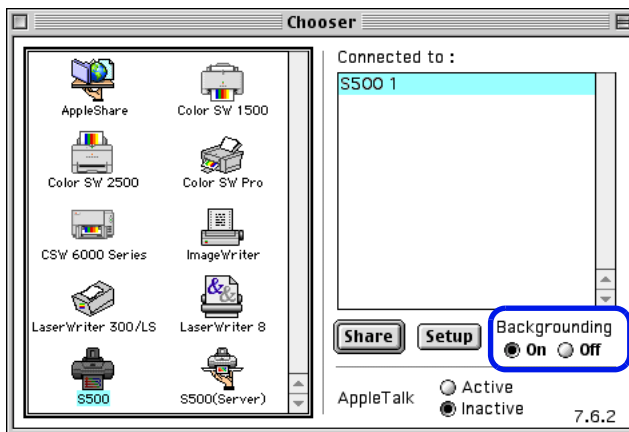 Chooser
AppleShare
Color SW 1500
Color SW 2500
Color SW Pro
CSW 6000 Series
ImageWriter
LaserWriter 300/LS
LaserWriter 8
S500
S500(Server)
Connected to :
S500 1
Share
Setup
Backgrounding
On Off
AppleTalk
Active
Inactive
7.6.2